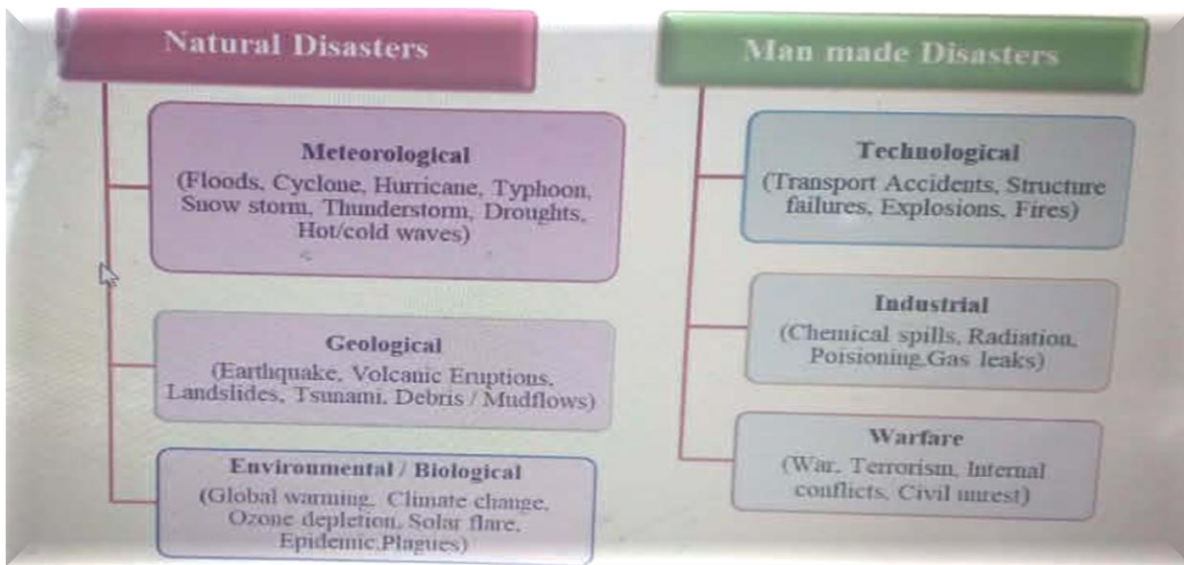 Natural Disasters
Meteorological
(Floods, Cyclone, Hurricane, Typhoon,
Snow storm, Thunderstorm, Droughts,
Hot/cold waves)
Geological
(Earthquake, Volcanic Eruptions,
Landslides, Tsunami, Debris / Mudflows)
Environmental / Biological
(Global warming, Climate change,
Ozone depletion, Solar flare,
Epidemic,Plagues)
Man made Disasters
Technological
(Transport Accidents, Structure
failures, Explosions, Fires)
Industrial
(Chemical spills, Radiation,
Poisioning,Gas leaks)
Warfare
(War, Terrorism, Internal
conflicts, Civil unrest)